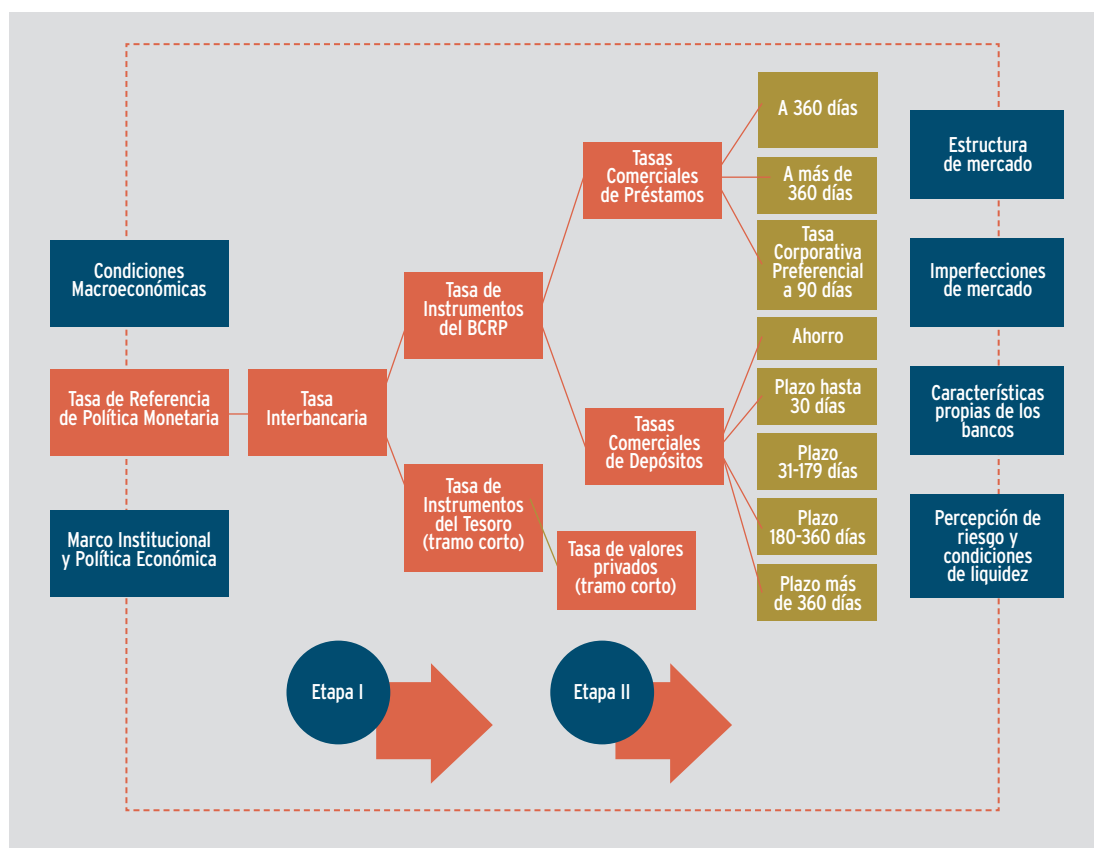 Condiciones
Macroeconómicas
Tasa de Referencia
de Política Monetaria
Marco Institucional
y Política Económica
Tasa
Interbancaria
Tasa de
Instrumentos
del BCRP
Tasa de
Instrumentos
del Tesoro
(tramo corto)
Tasas
Comerciales
de Préstamos
Tasas
Comerciales
de Depósitos
Tasa de valores
privados
(tramo corto)
A 360 días
A más de
360 días
Tasa
Corporativa
Preferencial
a 90 días
Ahorro
Plazo hasta
30 días
Plazo
31-179 días
Plazo
180-360 días
Plazo más
de 360 días
Estructura
de mercado
Imperfecciones
de mercado
Características
propias de los
bancos
Percepción de
riesgo y
condiciones
de liquidez
Etapa I
Etapa II